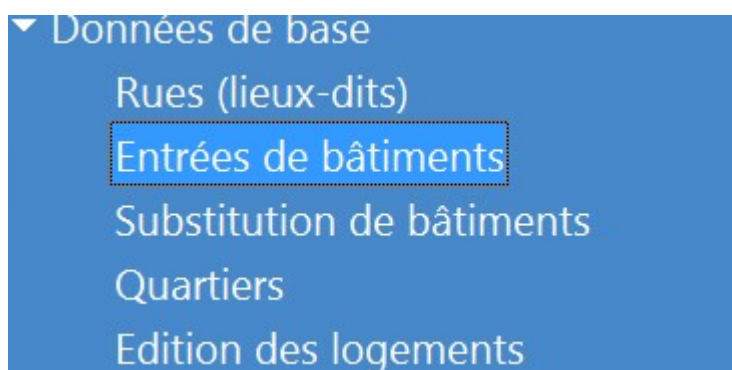 Données de base
Rues (lieux-dits)
Entrées de bâtiments
Substitution de bâtiments
Quartiers
Edition des logements